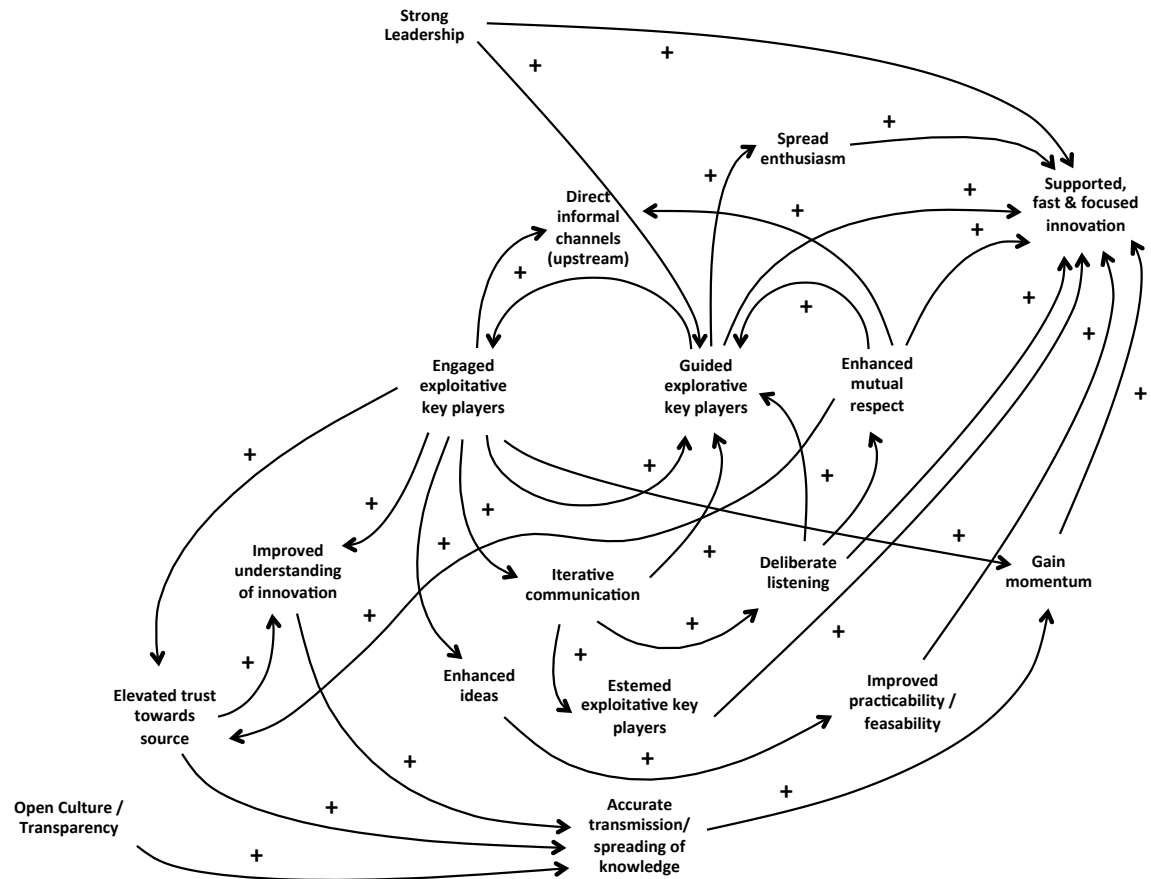 Strong
Leadership
+
+
+
Spread
enthusiasm
+
Supported,
fast & focused
innovation
Direct
informal
channels
(upstream)
+
+
+
+
+
+
+
Engaged
exploitative
key players
Guided
explorative
key players
Enhanced
mutual
respect
+
+
+
+
+
+
+
+
+
Improved
understanding
of innovation
Iterative
communication
Deliberate
listening
Gain
momentum
+
+
+
+
+
Enhanced
ideas
Estemed
exploitative key
players
Improved
practicability /
feasability
Elevated trust
towards
source
+
+
+
+
Open Culture /
Transparency
Accurate
transmission/
spreading of
knowledge
+